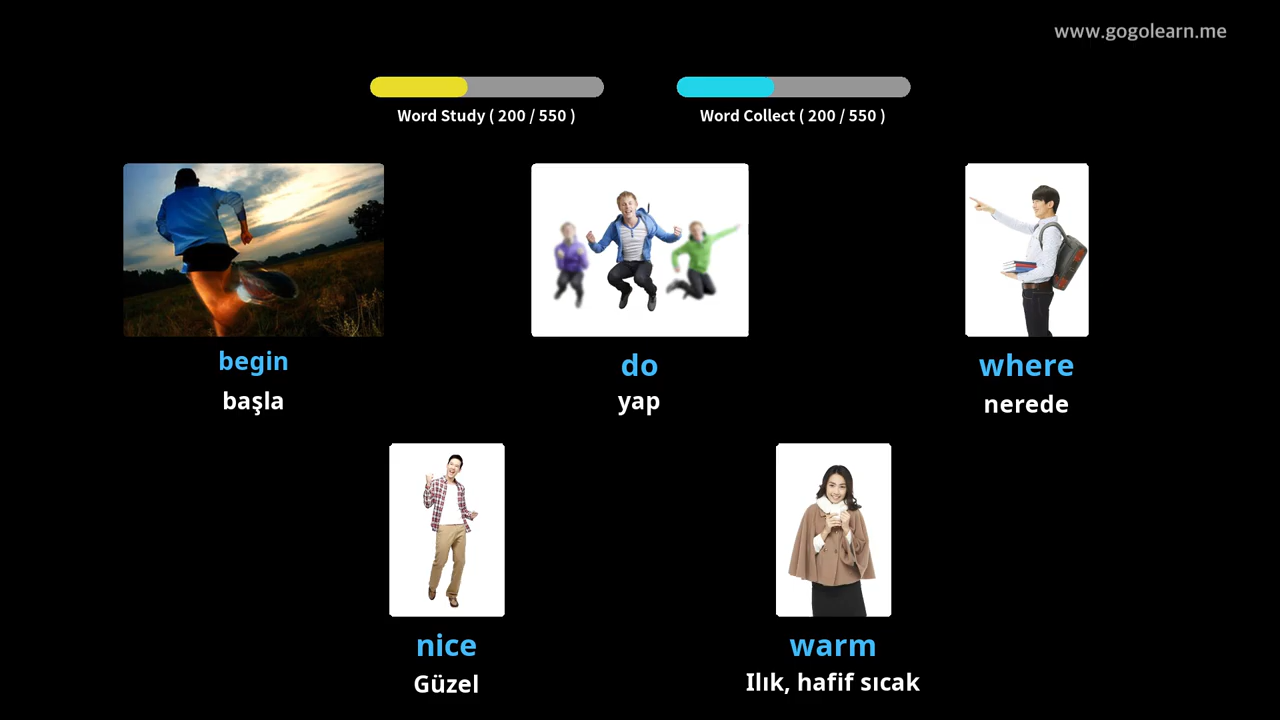 www.gogolearn.me
Word Study ( 200 / 550 )
Word Collect ( 200 / 550 )
begin
başla
do
yap
where
nerede
nice
Güzel
warm
Ilık, hafif sıcak